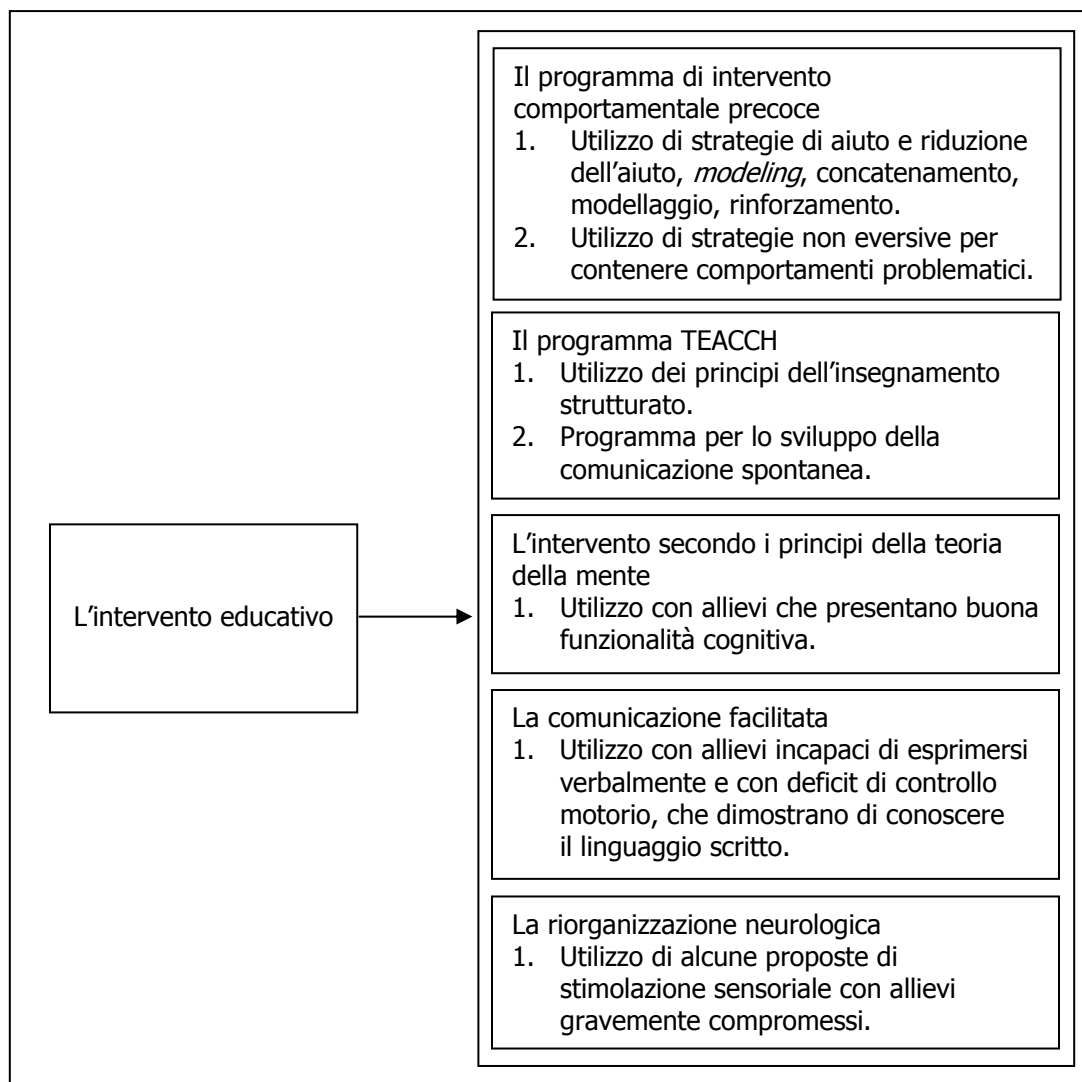 Il programma di intervento
comportamentale precoce
1. Utilizzo di strategie di aiuto e riduzione
dell’aiuto, modeling, concatenamento,
modellaggio, rinforzamento.
2. Utilizzo di strategie non eversive per
contenere comportamenti problematici.
Il programma TEACCH
1. Utilizzo dei principi dell’insegnamento
strutturato.
2. Programma per lo sviluppo della
comunicazione spontanea.
L’intervento educativo
L’intervento secondo i principi della teoria
della mente
1. Utilizzo con allievi che presentano buona
funzionalità cognitiva.
La comunicazione facilitata
1. Utilizzo con allievi incapaci di esprimersi
verbalmente e con deficit di controllo
motorio, che dimostrano di conoscere
il linguaggio scritto.
La riorganizzazione neurologica
1. Utilizzo di alcune proposte di
stimolazione sensoriale con allievi
gravemente compromessi.